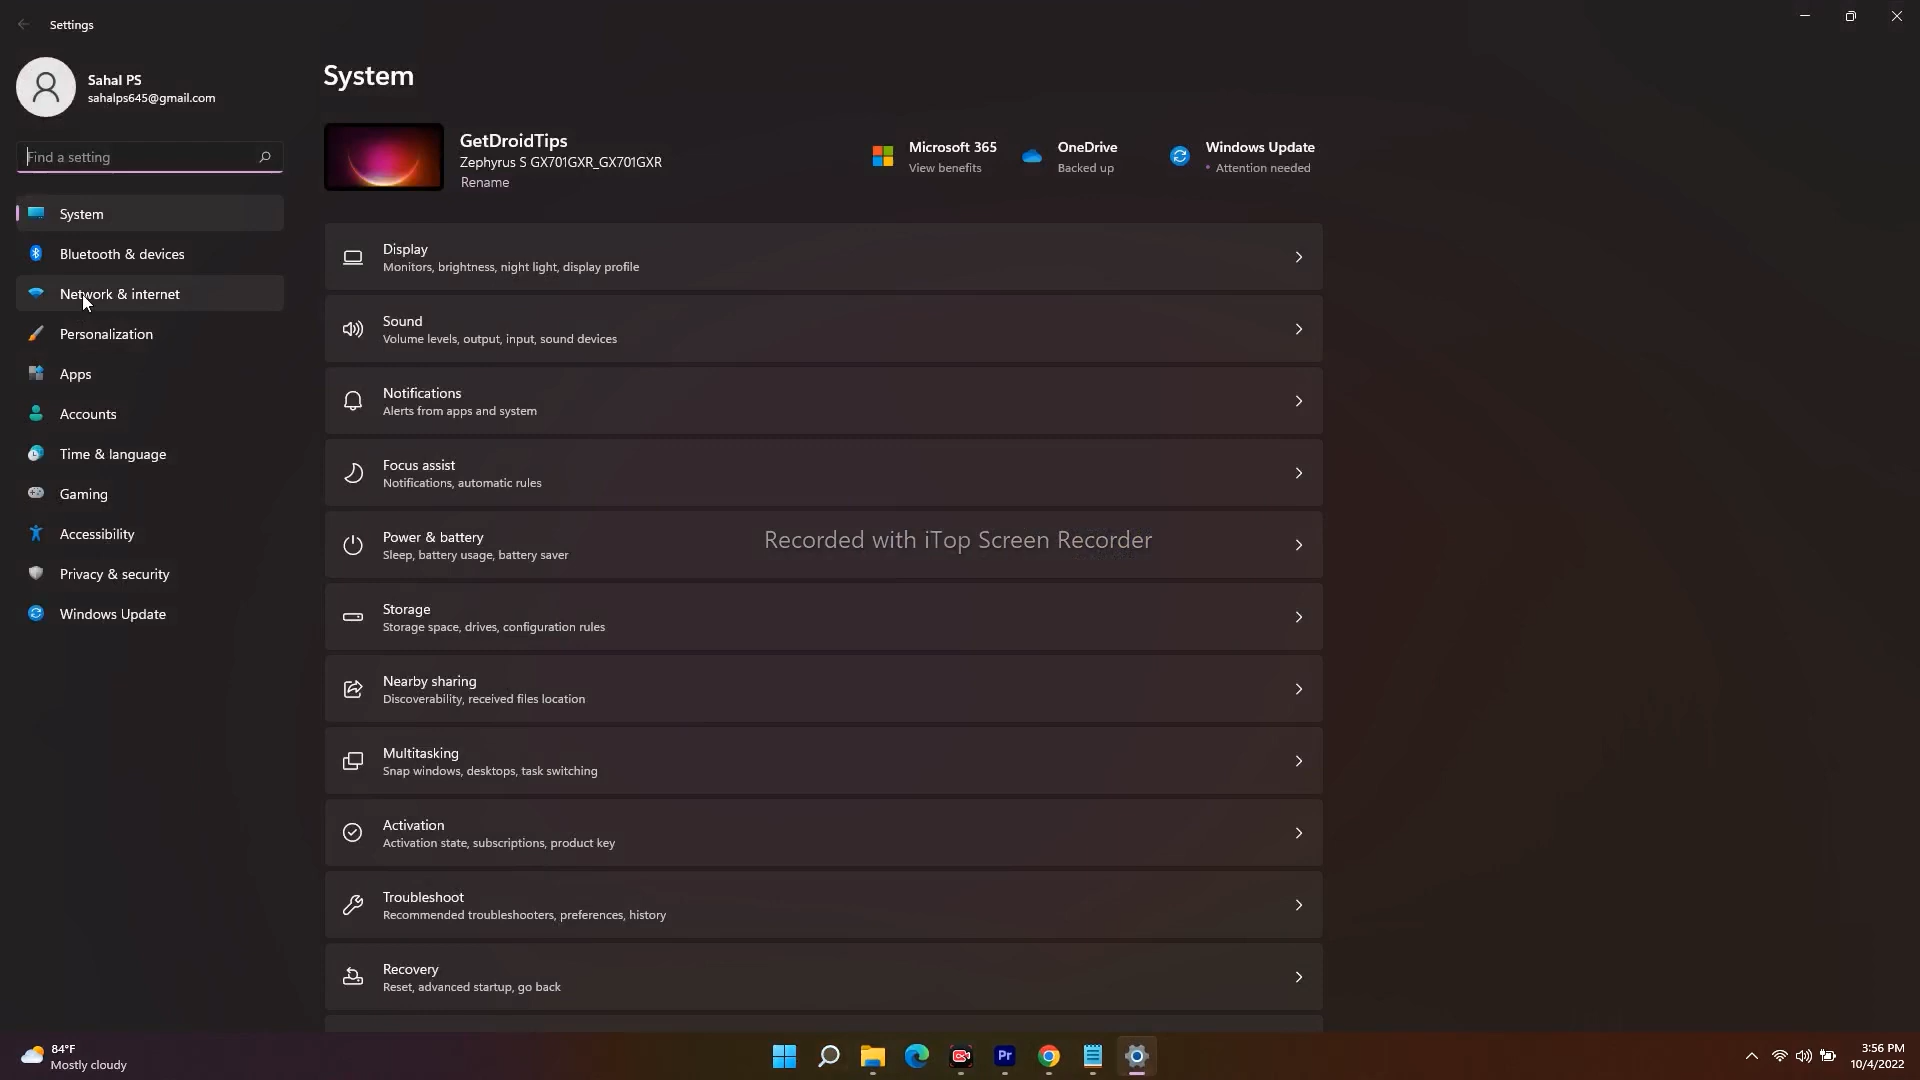 Settings
Sahal PS
sahalps645@gmail.com
Find a setting
System
Bluetooth & devices
Network & internet
Personalization
Apps
Accounts
Time & language
Gaming
Accessibility
Privacy & security
Windows Update
System
GetDroidTips
Zephyrus S GX701GXR_GX701GXR
Rename
Microsoft 365
View benefits
OneDrive
Backed up
Windows Update
• Attention needed
Display
Monitors, brightness, night light, display profile
Sound
Volume levels, output, input, sound devices
Notifications
Alerts from apps and system
Focus assist
Notifications, automatic rules
Power & battery
Sleep, battery usage, battery saver
Recorded with iTop Screen Recorder
Storage
Storage space, drives, configuration rules
Nearby sharing
Discoverability, received files location
Multitasking
Snap windows, desktops, task switching
Activation
Activation state, subscriptions, product key
Troubleshoot
Recommended troubleshooters, preferences, history
Recovery
Reset, advanced startup, go back
84°F
Mostly cloudy
Pr
3:56 PM
10/4/2022